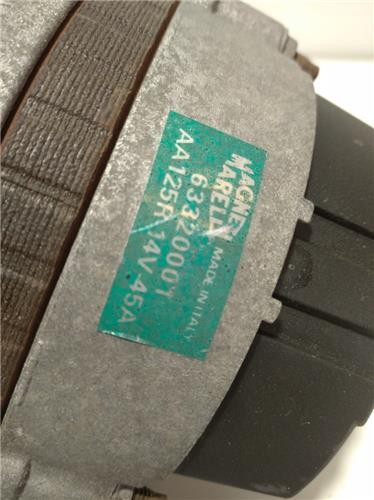 MAGNETI
MARELLI MADE IN ITALY
63320001
AA125R 14V 45A